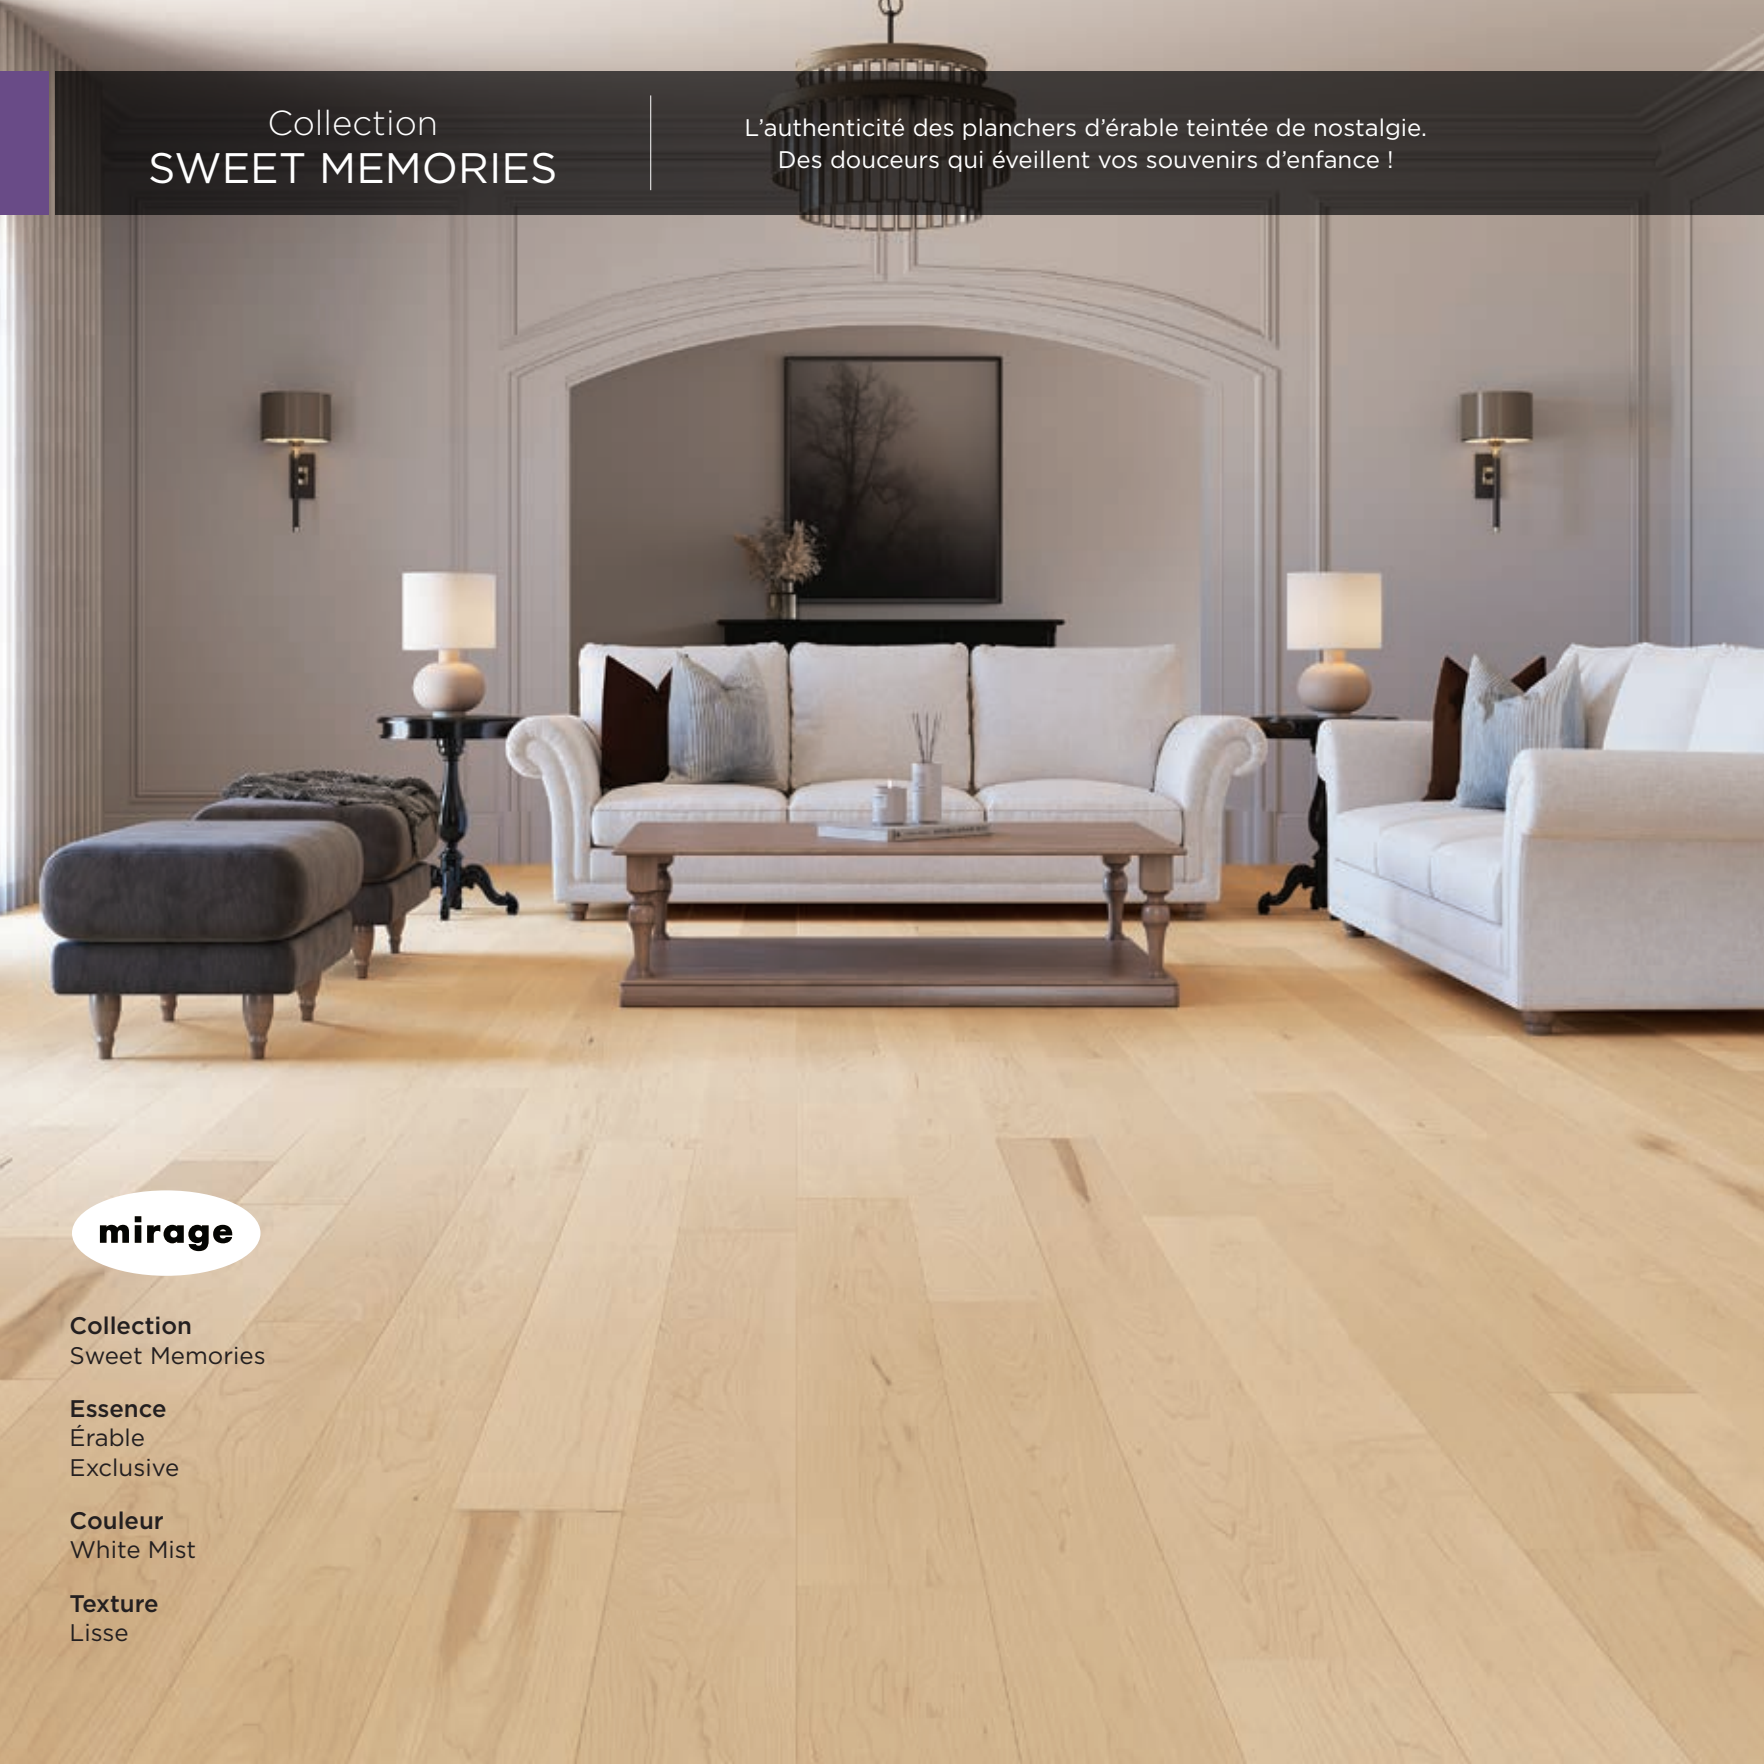 Collection
SWEET MEMORIES
L'authenticité des planchers d'érable teintée de nostalgie.
Des douceurs qui éveillent vos souvenirs d'enfance !
mirage
Collection
Sweet Memories
Essence
Érable
Exclusive
Couleur
White Mist
Texture
Lisse